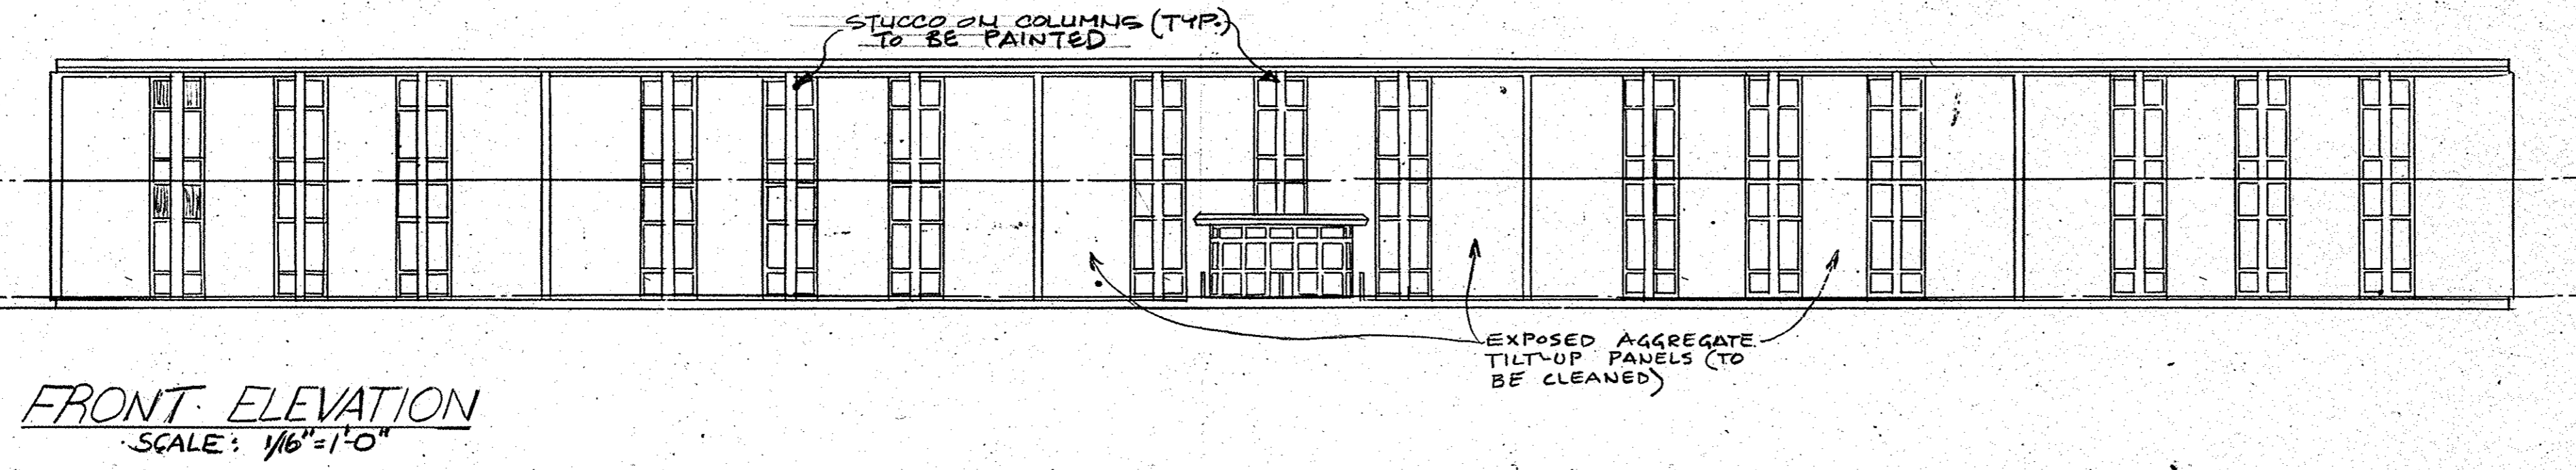 STUCCO ON COLUMNS (TYP.)
TO BE PAINTED
EXPOSED AGGREGATE
TILT-UP PANELS (TO
BE CLEANED)
FRONT ELEVATION
SCALE: 1/16"=1'-0"